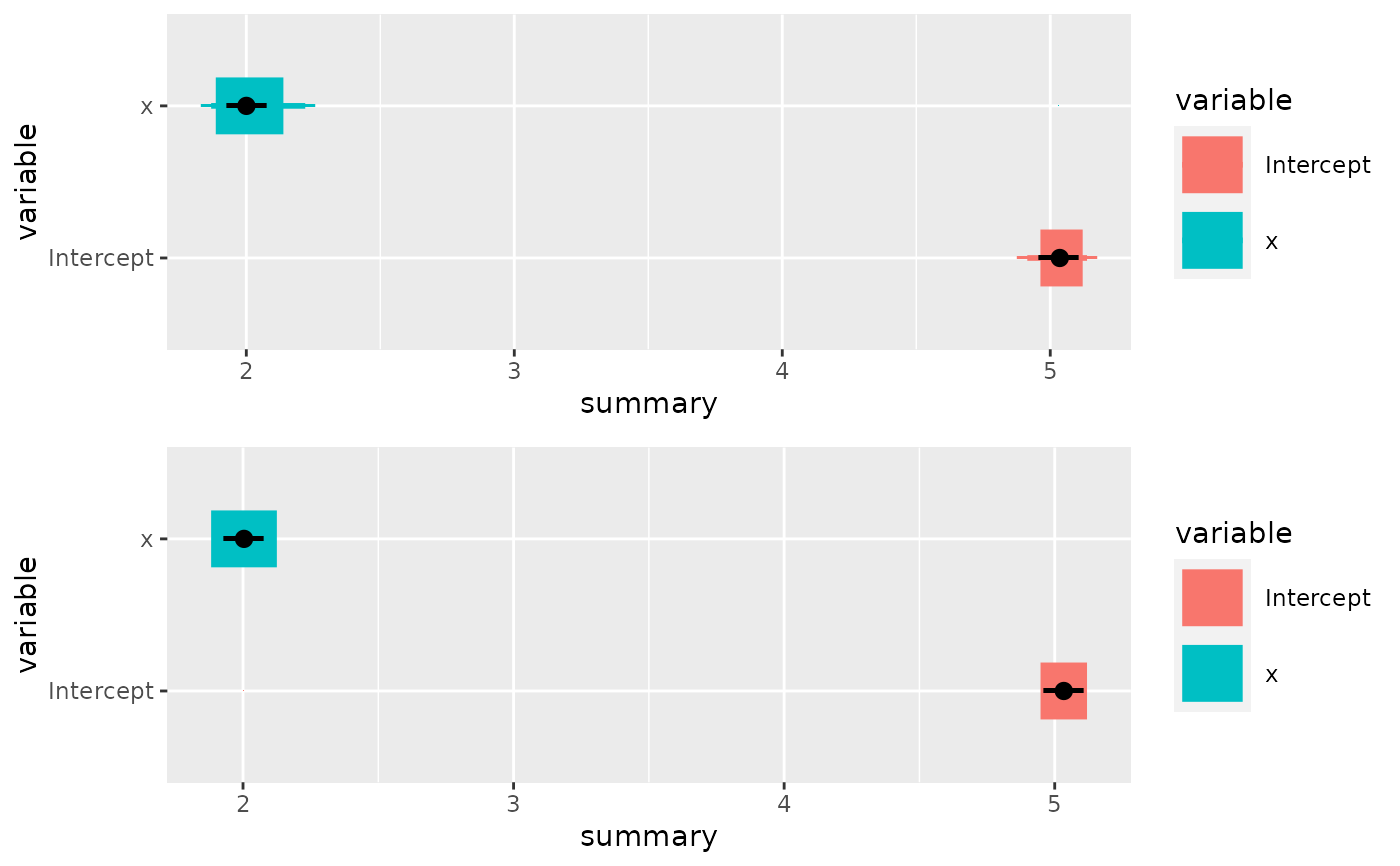 variable
x
Intercept
2 3 4 5
summary
variable
Intercept
x
variable
x
Intercept
2 3 4 5
summary
variable
Intercept
x